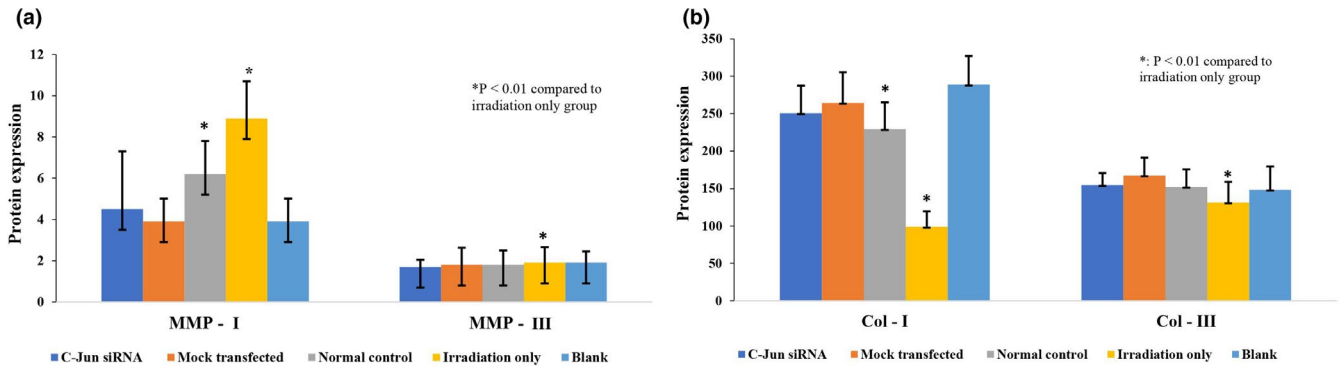 (a)
Protein expression
12
10
8
6
4
2
0
*
*
*
*P < 0.01 compared to
irradiation only group
MMP - I
MMP - III
C-Jun siRNA
Mock transfected
Normal control
Irradiation only
Blank
(b)
Protein expression
350
300
250
200
150
100
50
0
*
*
*
*: P < 0.01 compared to
irradiation only group
Col - I
Col - III
C-Jun siRNA
Mock transfected
Normal control
Irradiation only
Blank